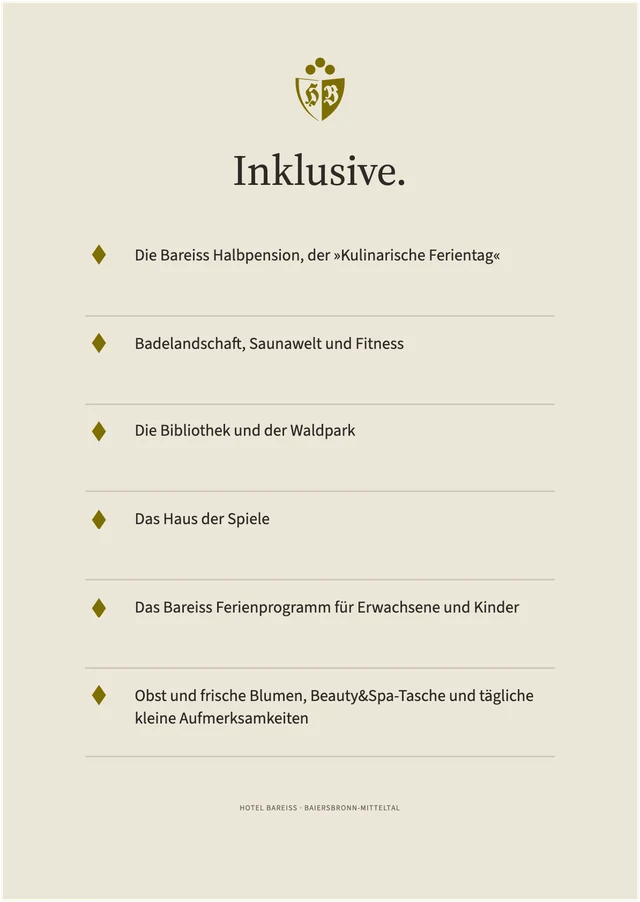 HB
Inklusive.
Die Bareiss Halbpension, der »Kulinarische Ferientag«
Badelandschaft, Saunawelt und Fitness
Die Bibliothek und der Waldpark
Das Haus der Spiele
Das Bareiss Ferienprogramm für Erwachsene und Kinder
Obst und frische Blumen, Beauty&Spa-Tasche und tägliche
kleine Aufmerksamkeiten
HOTEL BAREISS · BAIERSBRONN-MITTELTAL